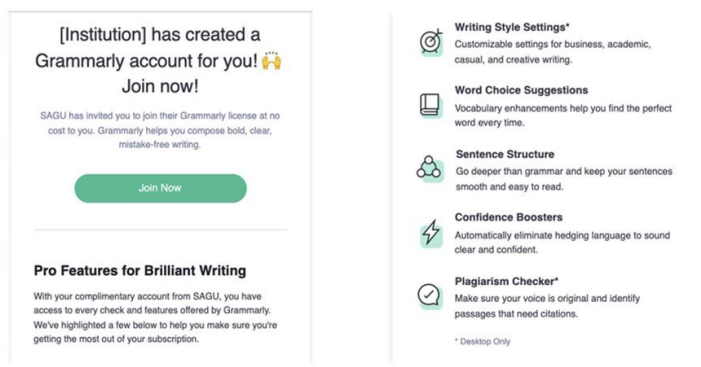 [Institution] has created a
Grammarly account for you! 🙌
Join now!
SAGU has invited you to join their Grammarly license at no
cost to you. Grammarly helps you compose bold, clear,
mistake-free writing.
Join Now
Pro Features for Brilliant Writing
With your complimentary account from SAGU, you have
access to every check and features offered by Grammarly.
We've highlighted a few below to help you make sure you're
getting the most out of your subscription.
Writing Style Settings*
Customizable settings for business, academic,
casual, and creative writing.
Word Choice Suggestions
Vocabulary enhancements help you find the perfect
word every time.
Sentence Structure
Go deeper than grammar and keep your sentences
smooth and easy to read.
Confidence Boosters
Automatically eliminate hedging language to sound
clear and confident.
Plagiarism Checker*
Make sure your voice is original and identify
passages that need citations.
* Desktop Only